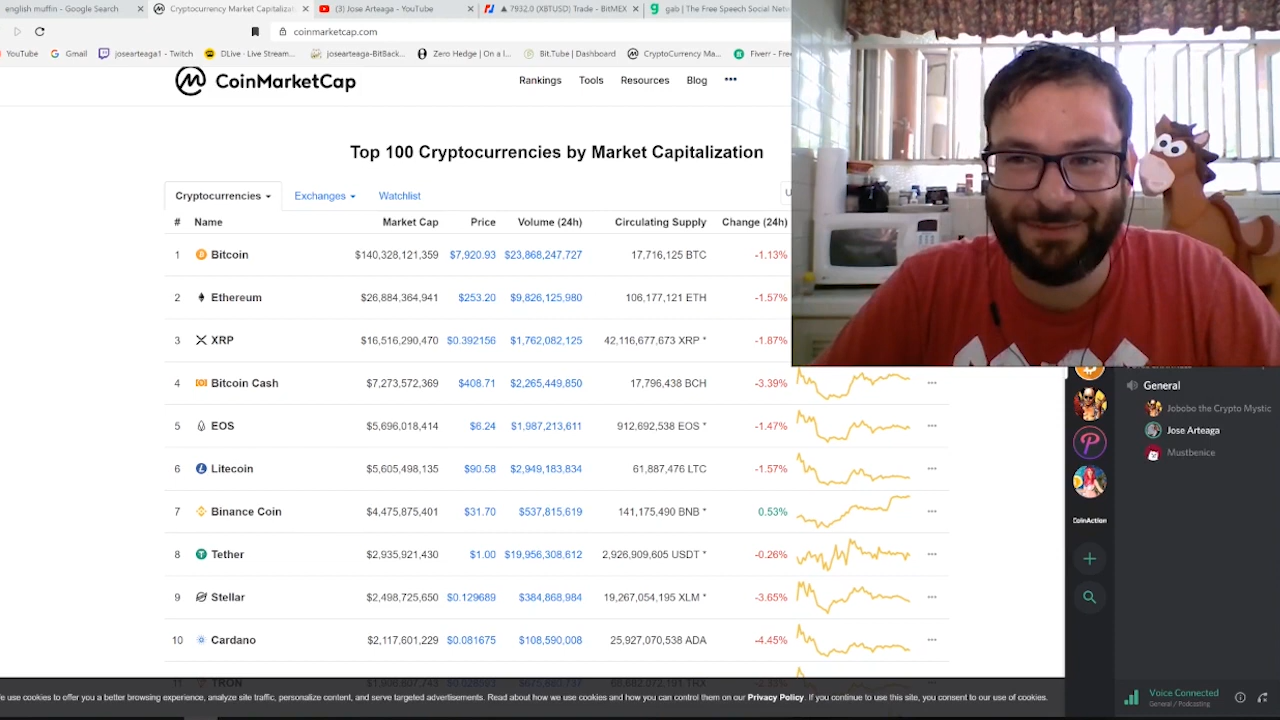 english muffin - Google Search
Cryptocurrency Market Capitaliza
(3) Jose Arteaga - YouTube
▲ 7932.0 (XBTUSD) Trade - BitMEX
gab | The Free Speech Social Net
coinmarketcap.com
YouTube
Gmail
josearteaga1 - Twitch
DLive · Live Stream...
josearteaga-BitBack...
Zero Hedge | On a l...
Bit.Tube | Dashboard
CryptoCurrency Ma...
Fiverr - Free
CoinMarketCap
Rankings Tools Resources Blog •••
Top 100 Cryptocurrencies by Market Capitalization
Cryptocurrencies Exchanges Watchlist U
# Name Market Cap Price Volume (24h) Circulating Supply Change (24h)
1 Bitcoin $140,328,121,359 $7,920.93 $23,868,247,727 17,716,125 BTC -1.13%
2 Ethereum $26,884,364,941 $253.20 $9,826,125,980 106,177,121 ETH -1.57%
3 XRP $16,516,290,470 $0.392156 $1,762,082,125 42,116,677,673 XRP * -1.87%
4 Bitcoin Cash $7,273,572,369 $408.71 $2,265,449,850 17,796,438 BCH -3.39%
5 EOS $5,696,018,414 $6.24 $1,987,213,611 912,692,538 EOS * -1.47%
6 Litecoin $5,605,498,135 $90.58 $2,949,183,834 61,887,476 LTC -1.57%
7 Binance Coin $4,475,875,401 $31.70 $537,815,619 141,175,490 BNB * 0.53%
8 Tether $2,935,921,430 $1.00 $19,956,308,612 2,926,909,605 USDT * -0.26%
9 Stellar $2,498,725,650 $0.129689 $384,868,984 19,267,054,195 XLM * -3.65%
10 Cardano $2,117,601,229 $0.081675 $108,590,008 25,927,070,538 ADA -4.45%
TRON
use cookies to offer you a better browsing experience, analyze site traffic, personalize content, and serve targeted advertisements. Read about how we use cookies and how you can control them on our Privacy Policy. If you continue to use this site, you consent to our use of cookies.
General
Jobobo the Crypto Mystic
Jose Arteaga
Mustbenice
CoinAction
Voice Connected
General / Podcasting